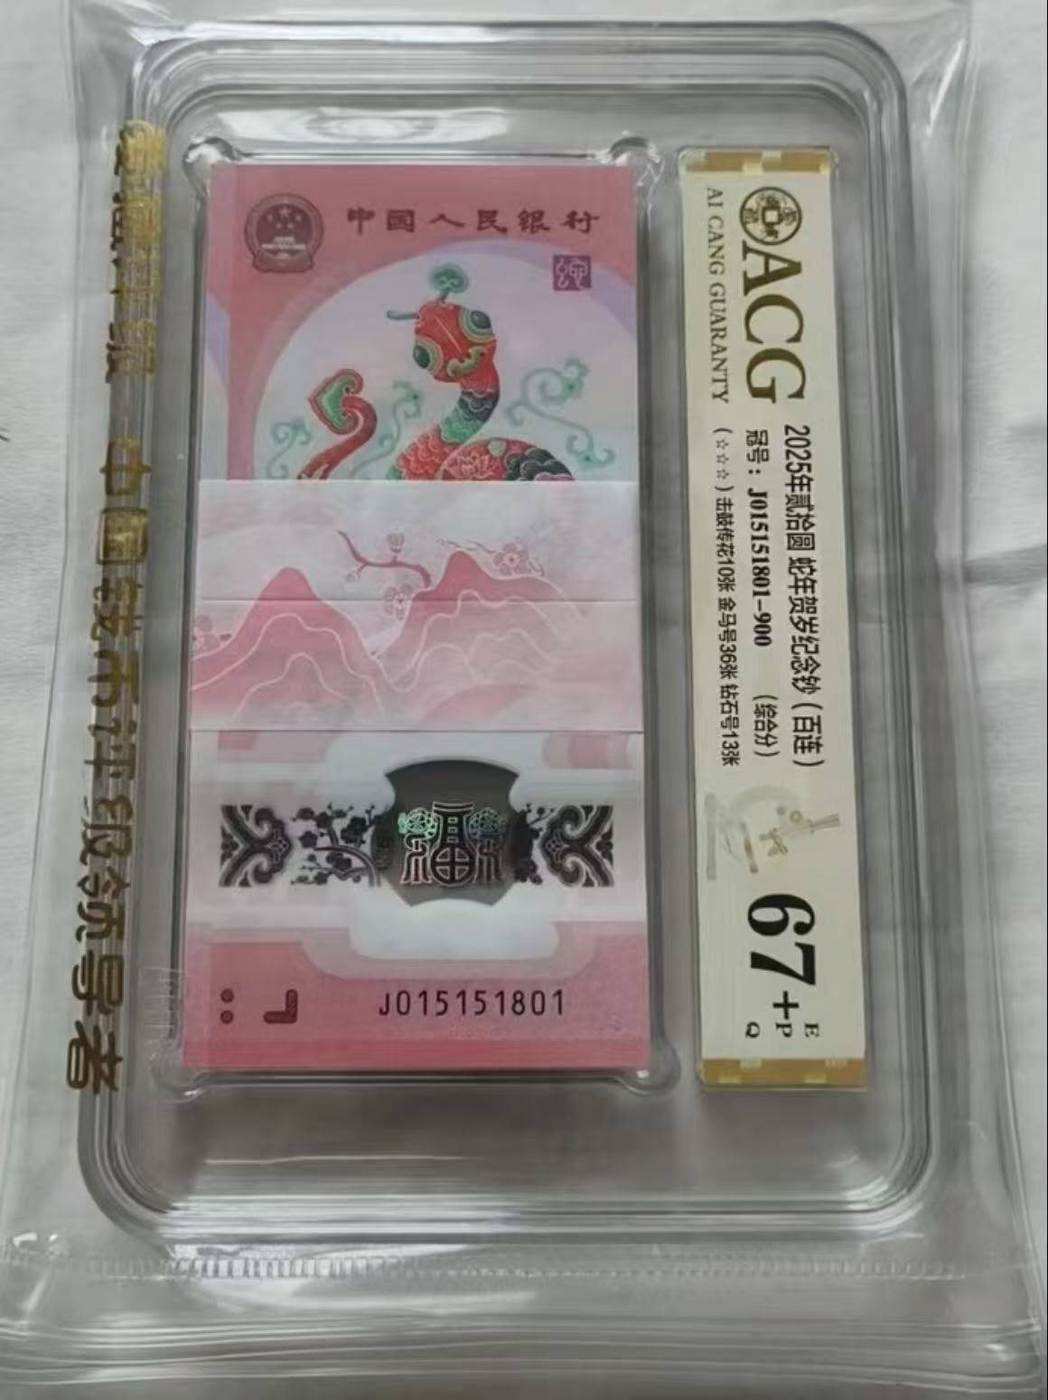 中国人民银行
J015151801
ACG
AI CANG GUARANTY
2025年贰拾圆 蛇年贺岁纪念钞（百连）
冠号：J015151801-900 （综合分）
（☆☆☆）击鼓传花10张 金马号36张 钻石号13张
67+
E
P
Q
中国钱币评级领导者